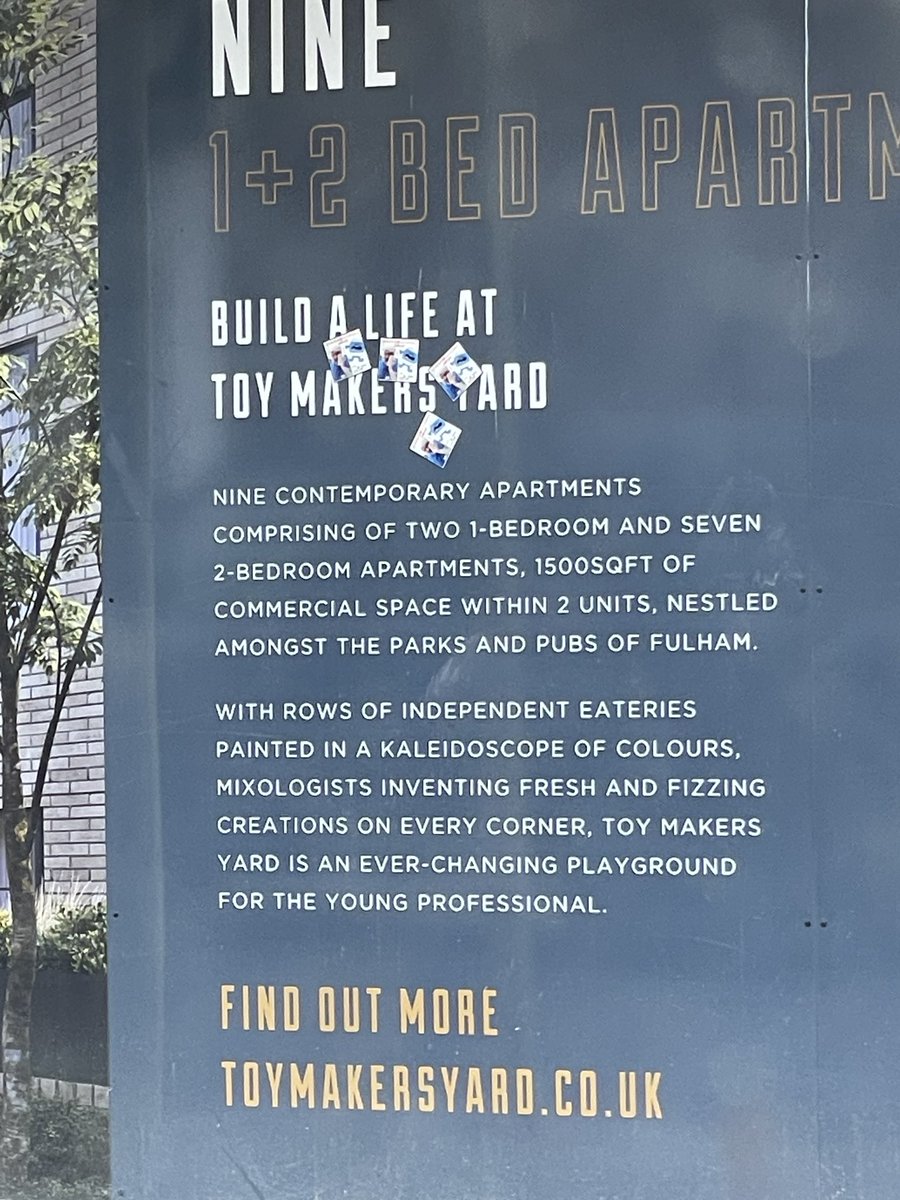 NINE
1+2 BED APARTM
BUILD A LIFE AT
TOY MAKERS YARD
NINE CONTEMPORARY APARTMENTS
COMPRISING OF TWO 1-BEDROOM AND SEVEN
2-BEDROOM APARTMENTS, 1500SQFT OF
COMMERCIAL SPACE WITHIN 2 UNITS, NESTLED
AMONGST THE PARKS AND PUBS OF FULHAM.
WITH ROWS OF INDEPENDENT EATERIES
PAINTED IN A KALEIDOSCOPE OF COLOURS,
MIXOLOGISTS INVENTING FRESH AND FIZZING
CREATIONS ON EVERY CORNER, TOY MAKERS
YARD IS AN EVER-CHANGING PLAYGROUND
FOR THE YOUNG PROFESSIONAL.
FIND OUT MORE
TOYMAKERSYARD.CO.UK